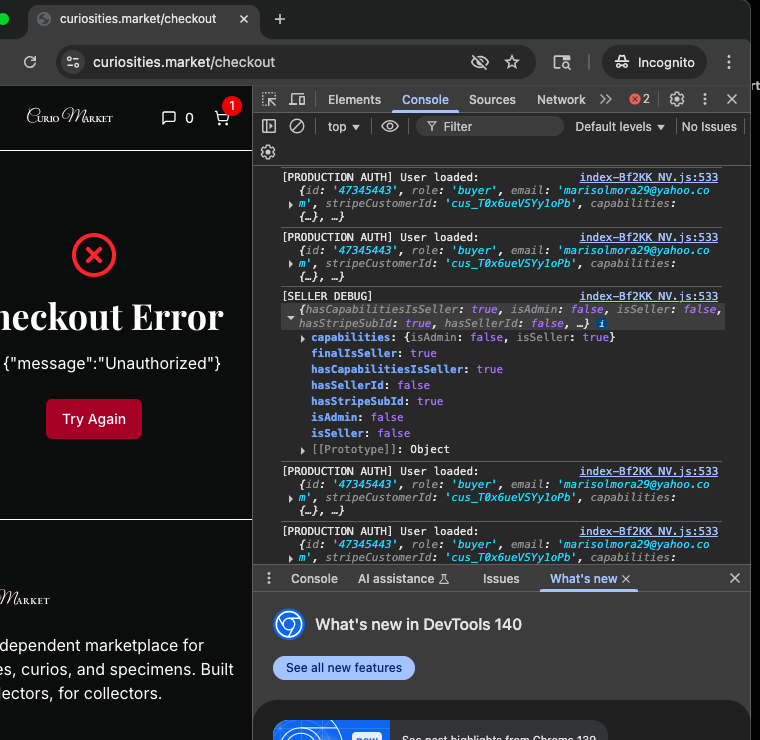 curiosities.market/checkout
curiosities.market/checkout
Incognito
Curio Market
0
1
Elements Console Sources Network 2
top Filter Default levels No Issues
heckout Error
{"message":"Unauthorized"}
Try Again
Market
dependent marketplace for
es, curios, and specimens. Built
lectors, for collectors.
[PRODUCTION AUTH] User loaded: index-Bf2KK_NV.js:533
{id: '47345443', role: 'buyer', email: 'marisolmora29@yahoo.co
m', stripeCustomerId: 'cus_T0x6ueVSYy1oPb', capabilities:
{…}, …}
[PRODUCTION AUTH] User loaded: index-Bf2KK_NV.js:533
{id: '47345443', role: 'buyer', email: 'marisolmora29@yahoo.co
m', stripeCustomerId: 'cus_T0x6ueVSYy1oPb', capabilities:
{…}, …}
[SELLER DEBUG] index-Bf2KK_NV.js:533
{hasCapabilitiesIsSeller: true, isAdmin: false, isSeller: false,
hasStripeSubId: true, hasSellerId: false, …} i
capabilities: {isAdmin: false, isSeller: true}
finalIsSeller: true
hasCapabilitiesIsSeller: true
hasSellerId: false
hasStripeSubId: true
isAdmin: false
isSeller: false
[[Prototype]]: Object
[PRODUCTION AUTH] User loaded: index-Bf2KK_NV.js:533
{id: '47345443', role: 'buyer', email: 'marisolmora29@yahoo.co
m', stripeCustomerId: 'cus_T0x6ueVSYy1oPb', capabilities:
{…}, …}
[PRODUCTION AUTH] User loaded: index-Bf2KK_NV.js:533
{id: '47345443', role: 'buyer', email: 'marisolmora29@yahoo.co
m', stripeCustomerId: 'cus_T0x6ueVSYy1oPb', capabilities:
Console AI assistance Issues What's new
What's new in DevTools 140
See all new features
new
See past highlights from Chrome 139